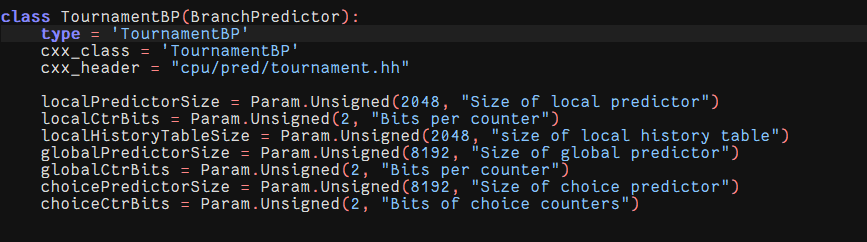 class TournamentBP(BranchPredictor):
    type = 'TournamentBP'
    cxx_class = 'TournamentBP'
    cxx_header = "cpu/pred/tournament.hh"

    localPredictorSize = Param.Unsigned(2048, "Size of local predictor")
    localCtrBits = Param.Unsigned(2, "Bits per counter")
    localHistoryTableSize = Param.Unsigned(2048, "size of local history table")
    globalPredictorSize = Param.Unsigned(8192, "Size of global predictor")
    globalCtrBits = Param.Unsigned(2, "Bits per counter")
    choicePredictorSize = Param.Unsigned(8192, "Size of choice predictor")
    choiceCtrBits = Param.Unsigned(2, "Bits of choice counters")